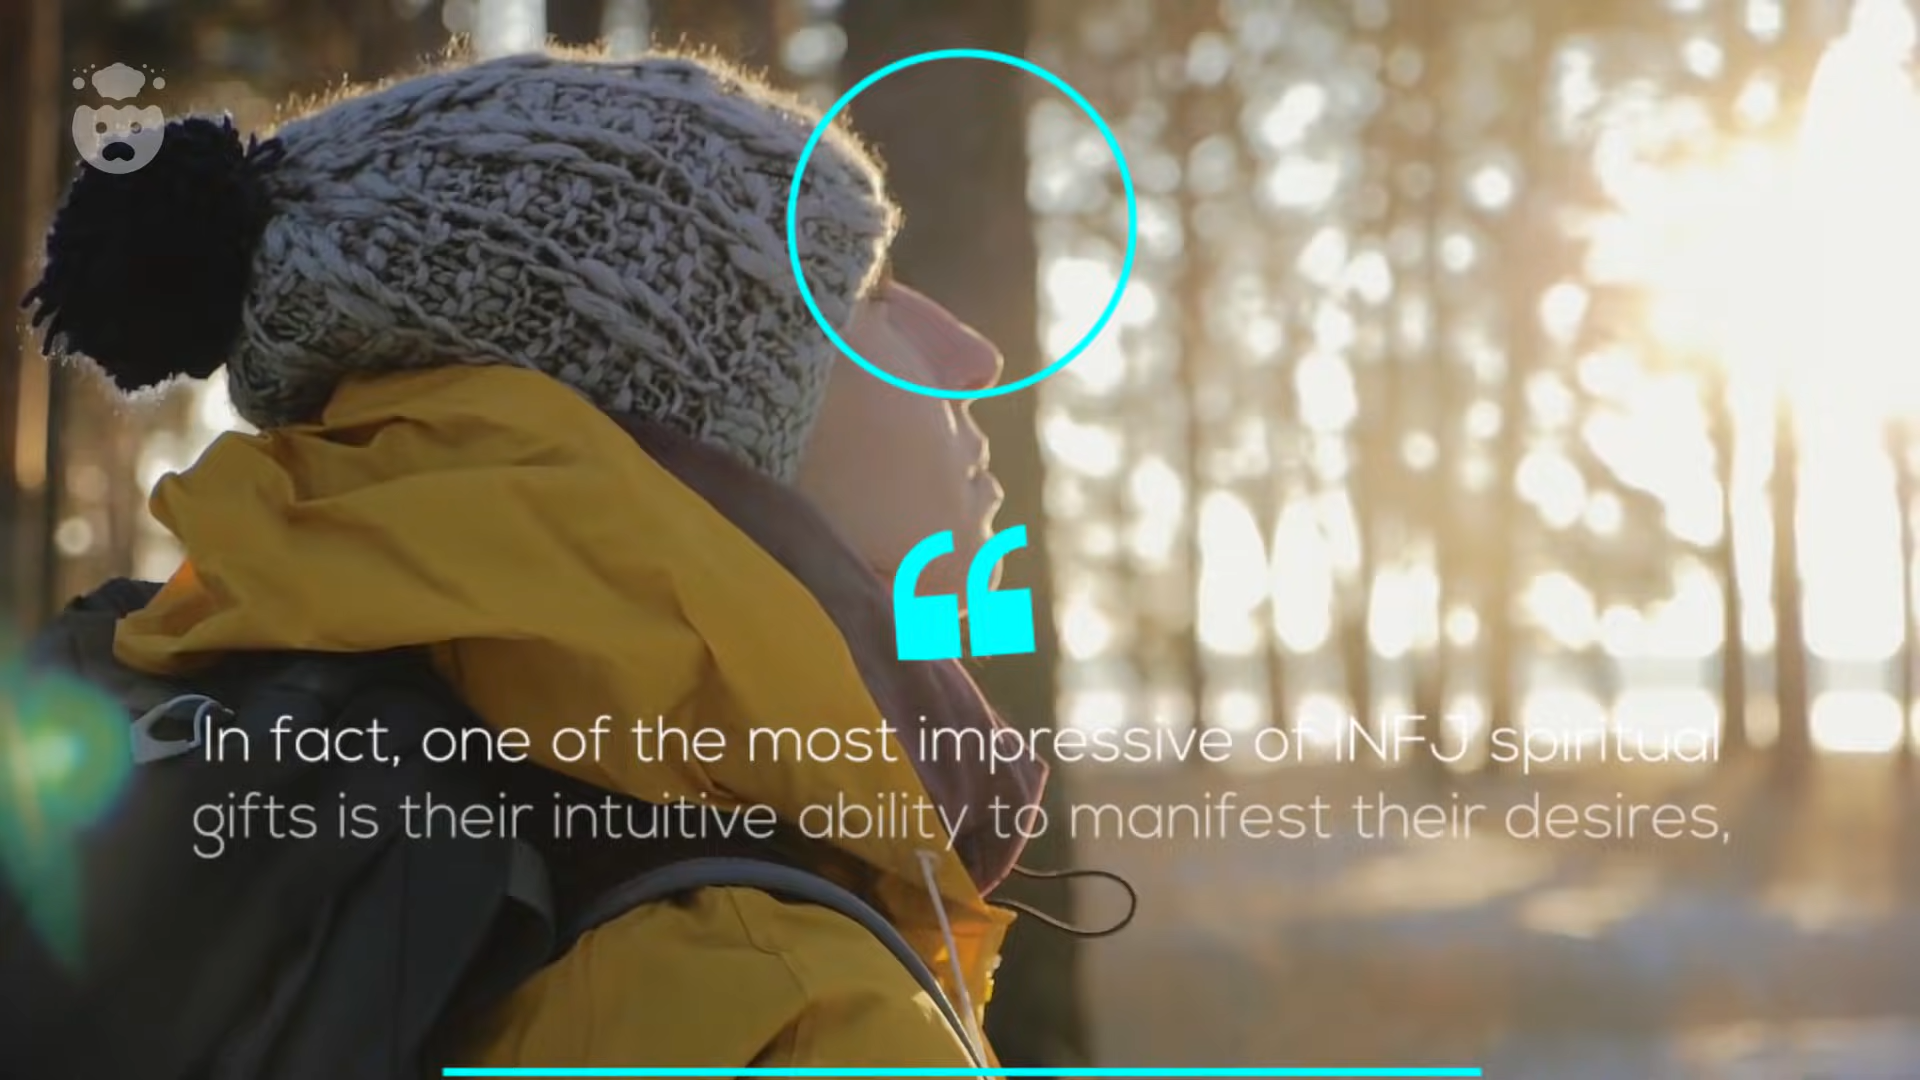 In fact, one of the most impressive of INFJ spiritual
gifts is their intuitive ability to manifest their desires,